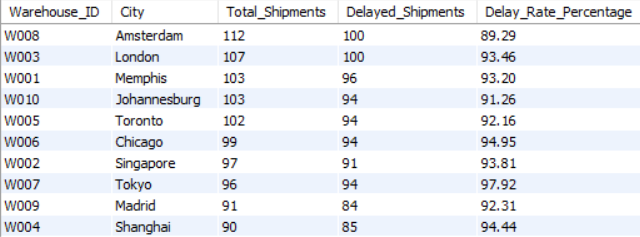 Warehouse_ID City Total_Shipments Delayed_Shipments Delay_Rate_Percentage
W008 Amsterdam 112 100 89.29
W003 London 107 100 93.46
W001 Memphis 103 96 93.20
W010 Johannesburg 103 94 91.26
W005 Toronto 102 94 92.16
W006 Chicago 99 94 94.95
W002 Singapore 97 91 93.81
W007 Tokyo 96 94 97.92
W009 Madrid 91 84 92.31
W004 Shanghai 90 85 94.44